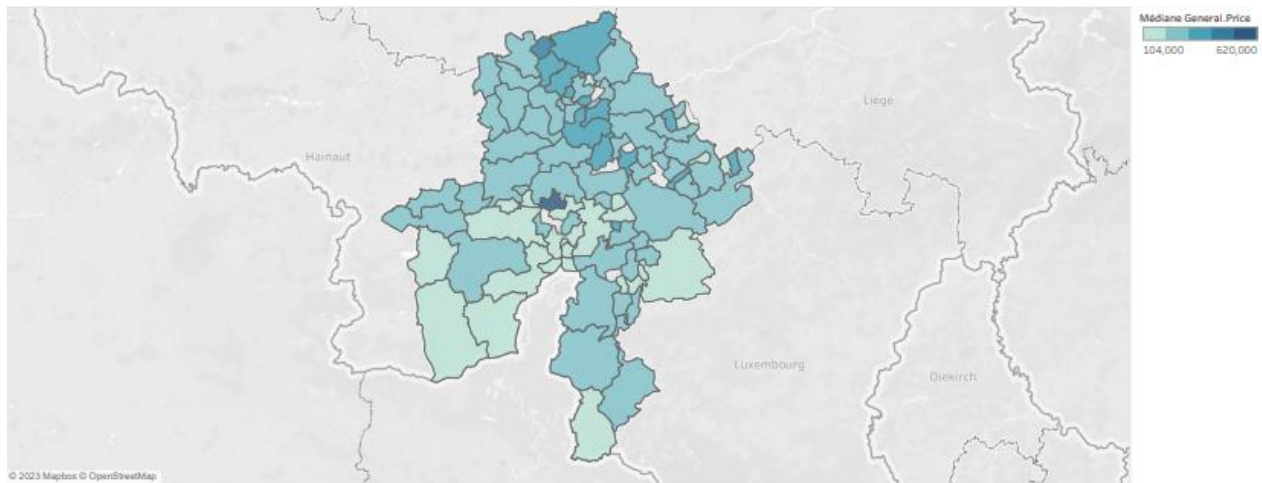 Médiane General.Price
104,000 620,000
Liege
Hainaut
Luxembourg
Diekirch
© 2023 Mapbox © OpenStreetMap